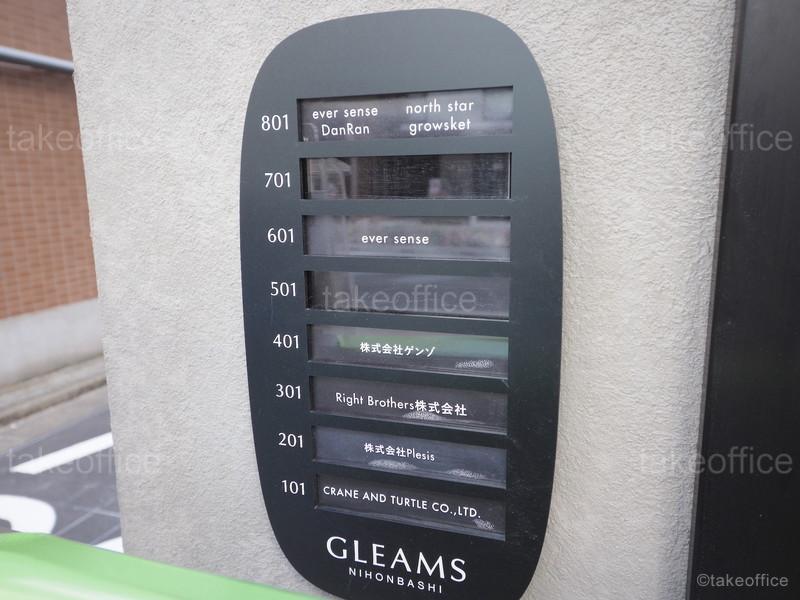 801 ever sense north star
DanRan growsket
701
601 ever sense
501
401 株式会社ゲンゾ
301 Right Brothers株式会社
201 株式会社Plesis
101 CRANE AND TURTLE CO.,LTD.
GLEAMS
NIHONBASHI
takeoffice
takeoffice
takeoffice
takeoffice
takeoffice
©takeoffice